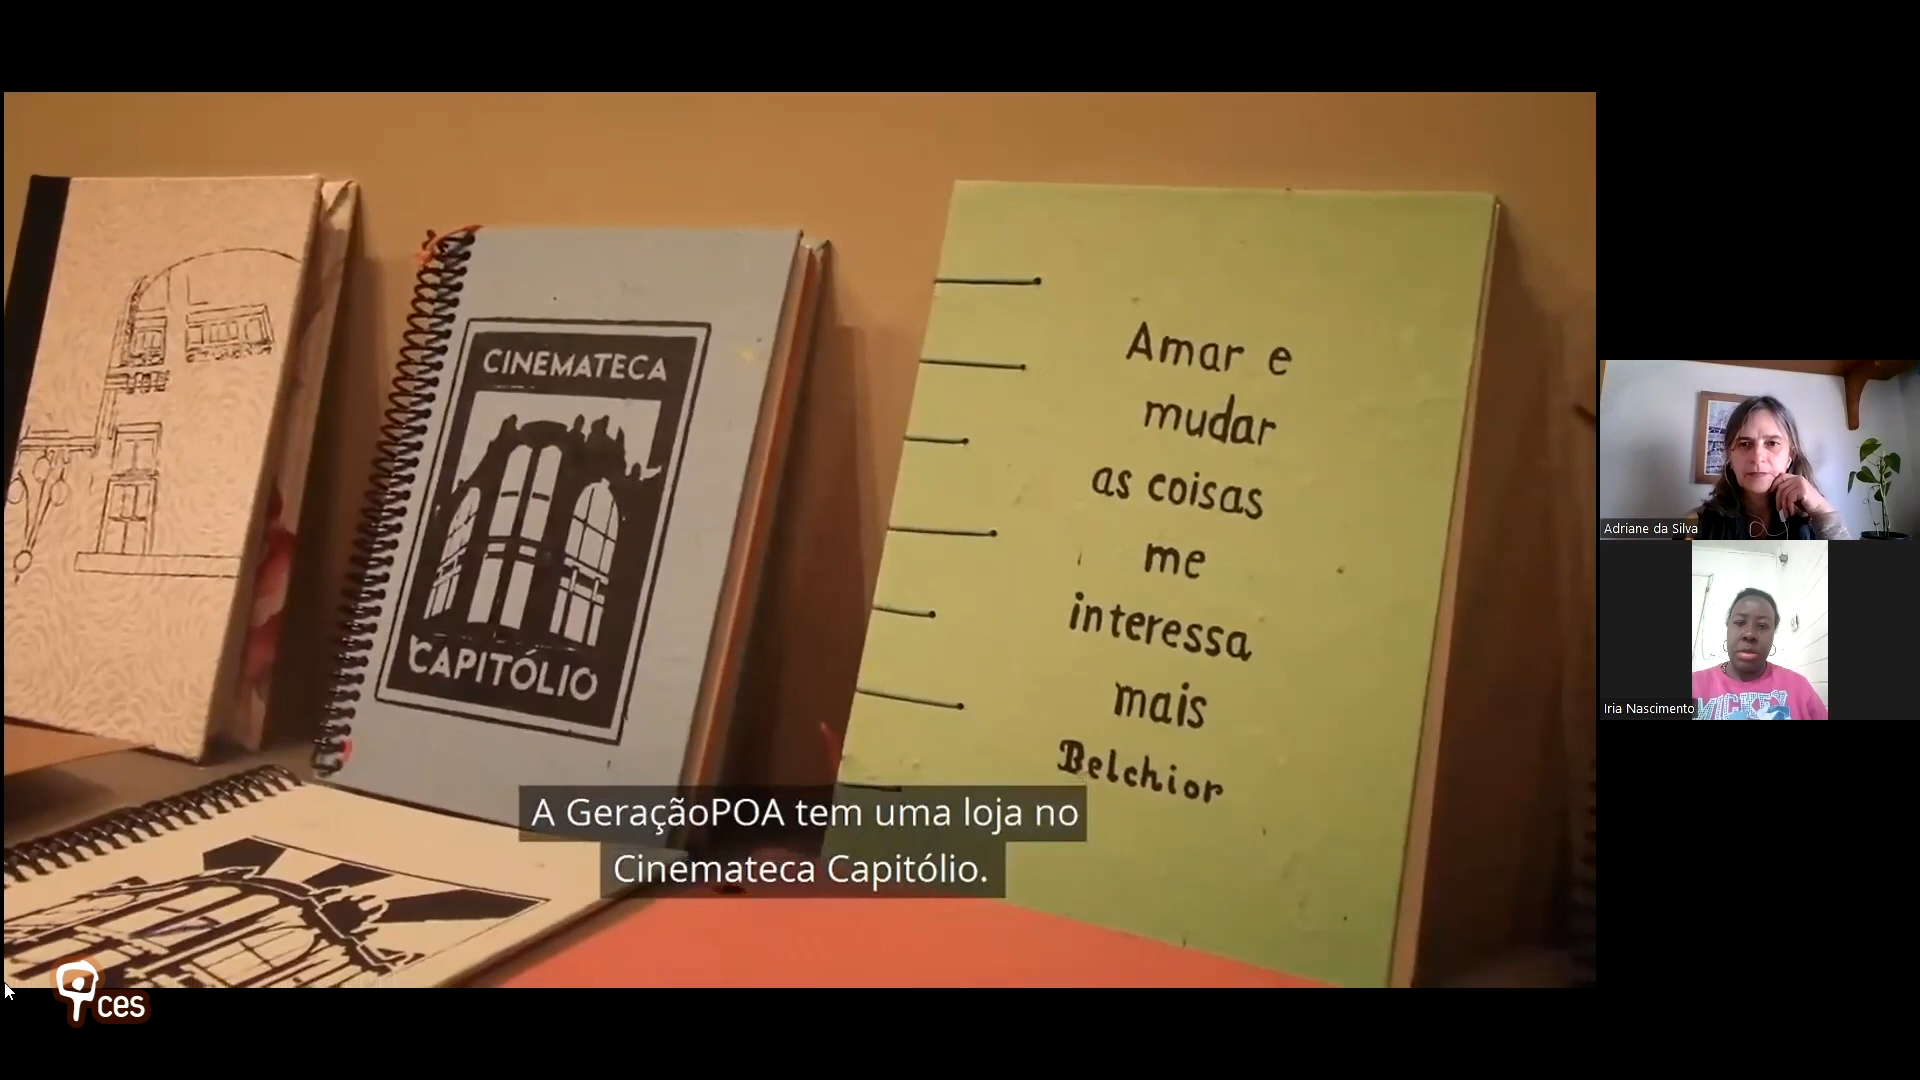 CINEMATECA
CAPITÓLIO
Amar e
mudar
as coisas
me
interessa
mais
Belchior
A GeraçãoPOA tem uma loja no
Cinemateca Capitólio.
Adriane da Silva
Iria Nascimento
ces